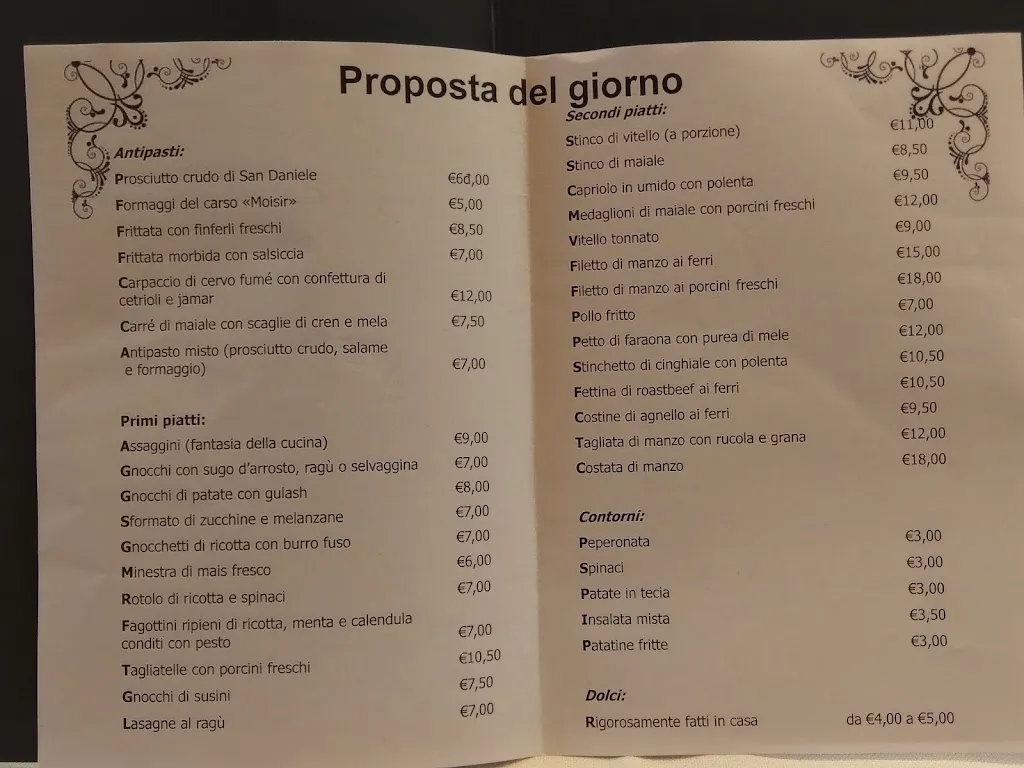 Proposta del giorno
Antipasti:
Prosciutto crudo di San Daniele €6đ,00
Formaggi del carso «Moisir» €5,00
Frittata con finferli freschi €8,50
Frittata morbida con salsiccia €7,00
Carpaccio di cervo fumé con confettura di
cetrioli e jamar €12,00
Carré di maiale con scaglie di cren e mela €7,50
Antipasto misto (prosciutto crudo, salame
e formaggio) €7,00
Primi piatti:
Assaggini (fantasia della cucina) €9,00
Gnocchi con sugo d'arrosto, ragù o selvaggina €7,00
Gnocchi di patate con gulash €8,00
Sformato di zucchine e melanzane €7,00
Gnocchetti di ricotta con burro fuso €7,00
Minestra di mais fresco €6,00
Rotolo di ricotta e spinaci €7,00
Fagottini ripieni di ricotta, menta e calendula
conditi con pesto €7,00
Tagliatelle con porcini freschi €10,50
Gnocchi di susini €7,50
Lasagne al ragù €7,00
Secondi piatti:
Stinco di vitello (a porzione) €11,00
Stinco di maiale €8,50
Capriolo in umido con polenta €9,50
Medaglioni di maiale con porcini freschi €12,00
Vitello tonnato €9,00
Filetto di manzo ai ferri €15,00
Filetto di manzo ai porcini freschi €18,00
Pollo fritto €7,00
Petto di faraona con purea di mele €12,00
Stinchetto di cinghiale con polenta €10,50
Fettina di roastbeef ai ferri €10,50
Costine di agnello ai ferri €9,50
Tagliata di manzo con rucola e grana €12,00
Costata di manzo €18,00
Contorni:
Peperonata €3,00
Spinaci €3,00
Patate in tecia €3,00
Insalata mista €3,50
Patatine fritte €3,00
Dolci:
Rigorosamente fatti in casa da €4,00 a €5,00